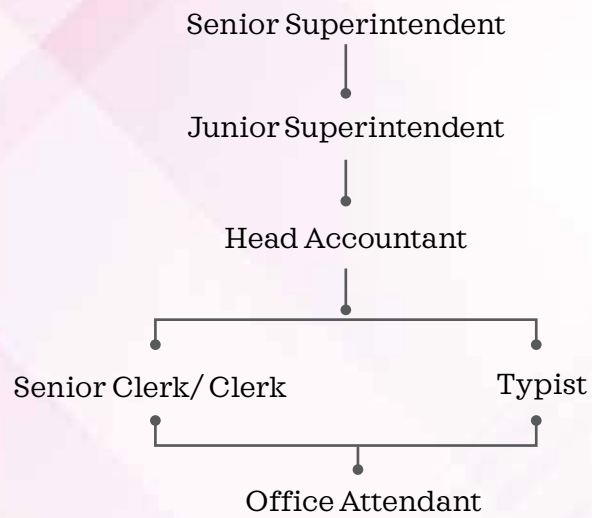 Senior Superintendent
Junior Superintendent
Head Accountant
Senior Clerk/ Clerk
Typist
Office Attendant